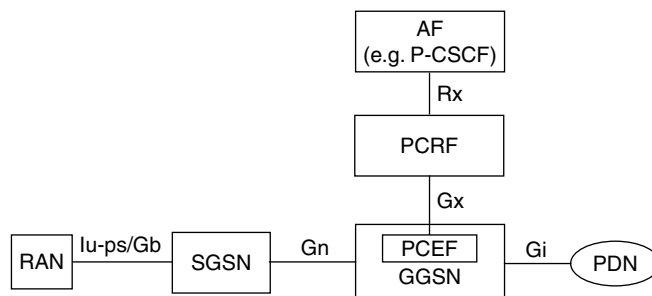 AF
(e.g. P-CSCF)
Rx
PCRF
Gx
RAN
Iu-ps/Gb
SGSN
Gn
PCEF
GGSN
Gi
PDN